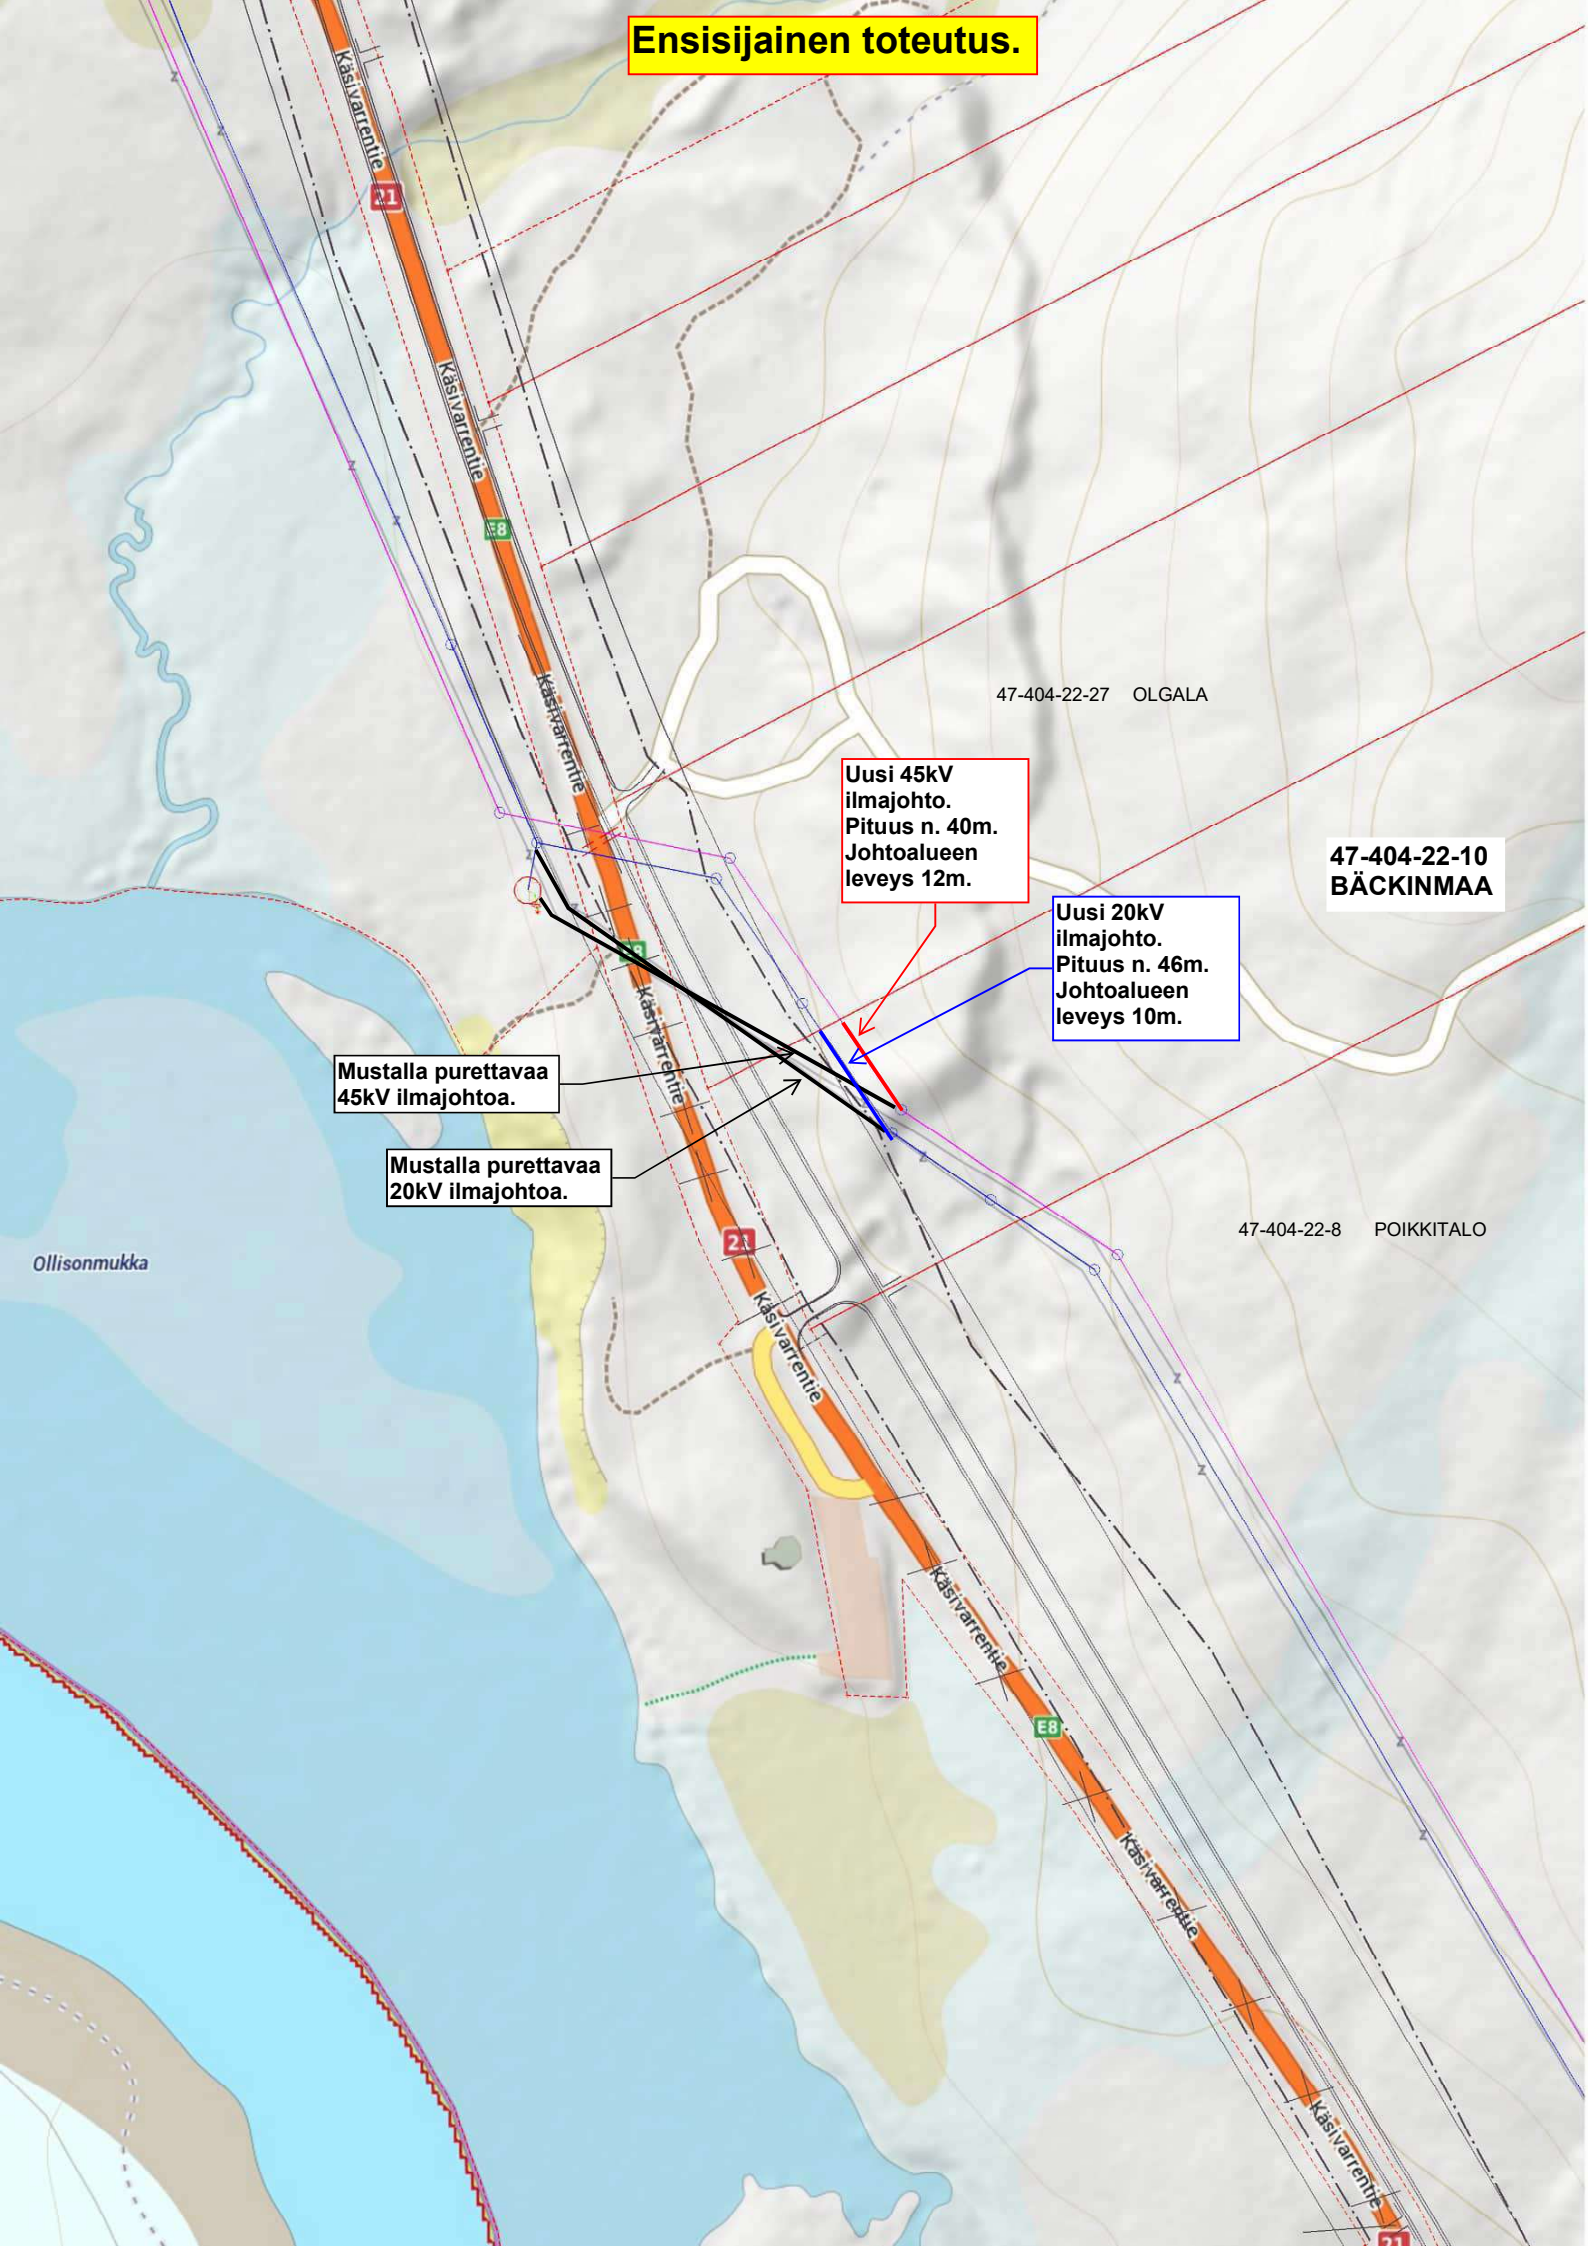 Ensisijainen toteutus.
Käsivarrentie
21
Käsivarrentie
E8
Käsivarrentie
47-404-22-27 OLGALA
Uusi 45kV
ilmajohto.
Pituus n. 40m.
Johtoalueen
leveys 12m.
47-404-22-10
BÄCKINMAA
Uusi 20kV
ilmajohto.
Pituus n. 46m.
Johtoalueen
leveys 10m.
E8
Käsivarrentie
Mustalla purettavaa
45kV ilmajohtoa.
Mustalla purettavaa
20kV ilmajohtoa.
47-404-22-8 POIKKITALO
21
Ollisonmukka
Käsivarrentie
Käsivarrentie
E8
Käsivarrentie
Käsivarrentie
21